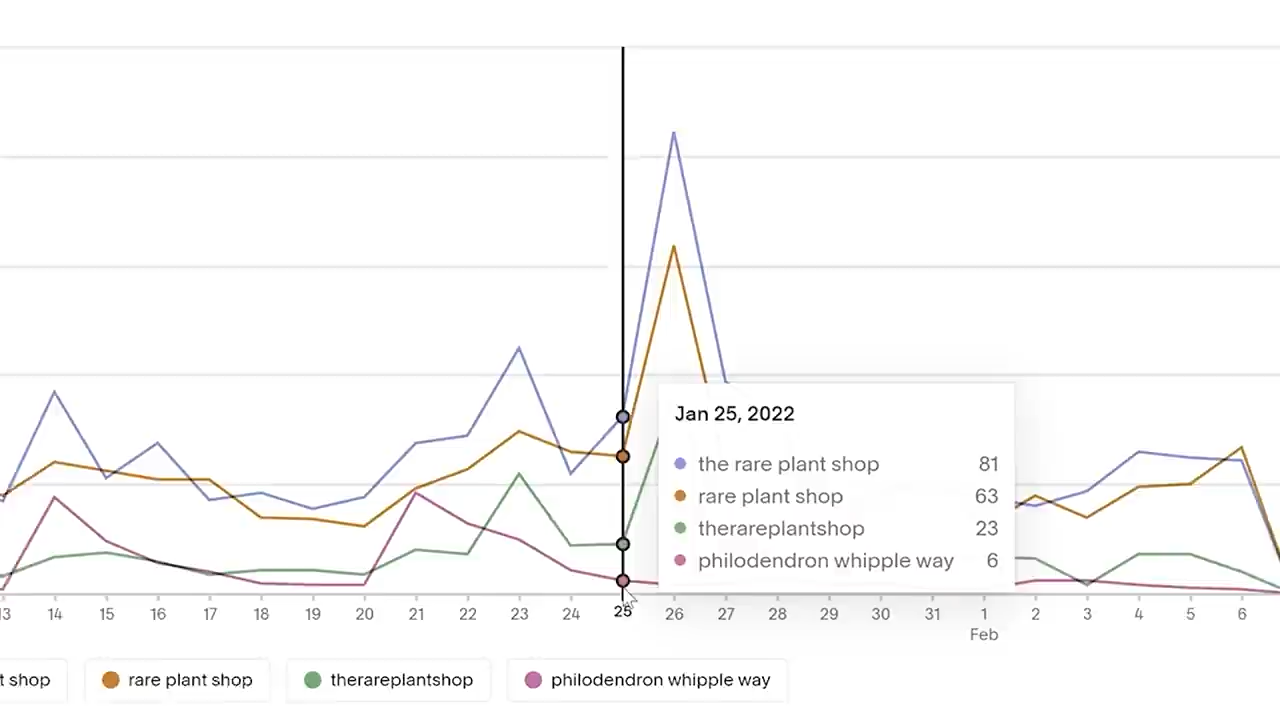 Jan 25, 2022
the rare plant shop 81
rare plant shop 63
therareplantshop 23
philodendron whipple way 6
13 14 15 16 17 18 19 20 21 22 23 24 25 26 27 28 29 30 31 1 2 3 4 5 6
Feb
t shop rare plant shop therareplantshop philodendron whipple way